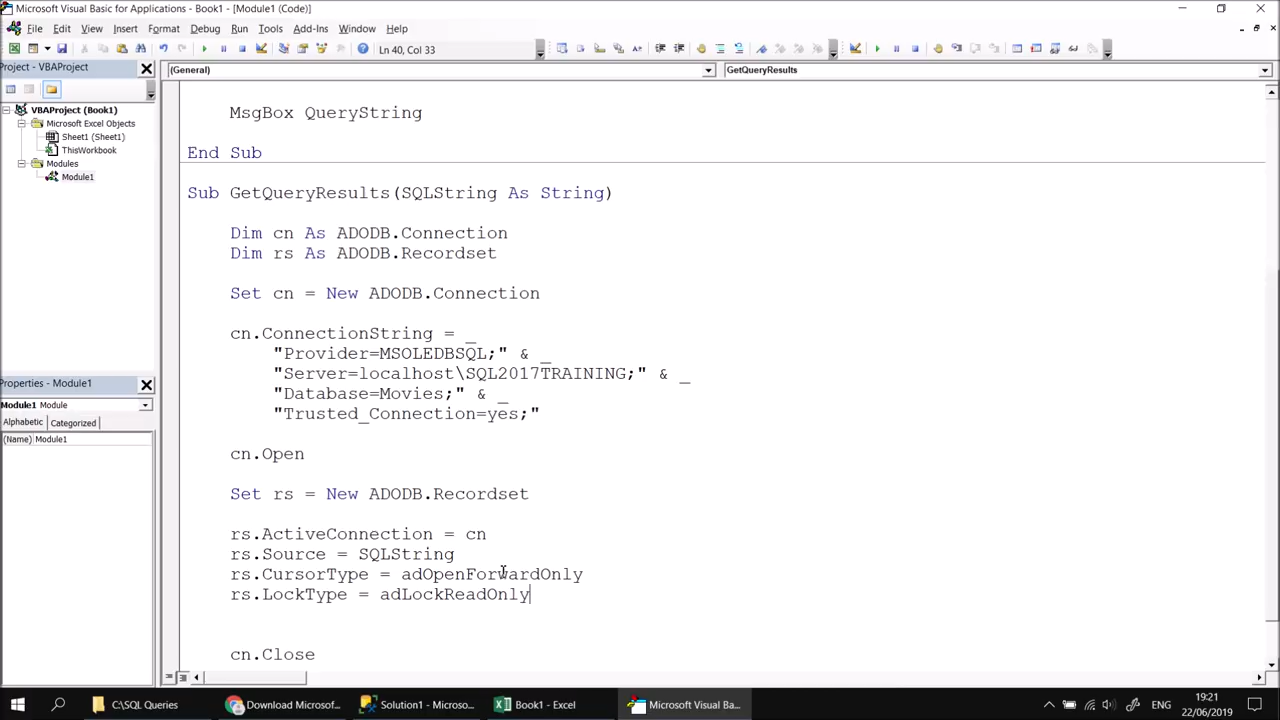 Microsoft Visual Basic for Applications - Book1 - [Module1 (Code)]
File Edit View Insert Format Debug Run Tools Add-Ins Window Help
Ln 40, Col 33
Project - VBAProject
(General)
GetQueryResults
VBAProject (Book1)
Microsoft Excel Objects
Sheet1 (Sheet1)
ThisWorkbook
Modules
Module1
Properties - Module1
Module1 Module
Alphabetic Categorized
(Name) Module1
MsgBox QueryString
End Sub
Sub GetQueryResults(SQLString As String)
Dim cn As ADODB.Connection
Dim rs As ADODB.Recordset
Set cn = New ADODB.Connection
cn.ConnectionString = _
"Provider=MSOLEDBSQL;" & _
"Server=localhost\SQL2017TRAINING;" & _
"Database=Movies;" & _
"Trusted_Connection=yes;"
cn.Open
Set rs = New ADODB.Recordset
rs.ActiveConnection = cn
rs.Source = SQLString
rs.CursorType = adOpenForwardOnly
rs.LockType = adLockReadOnly
cn.Close
C:\SQL Queries
Download Microsof...
Solution1 - Microso...
Book1 - Excel
Microsoft Visual Ba...
ENG
19:21
22/06/2019